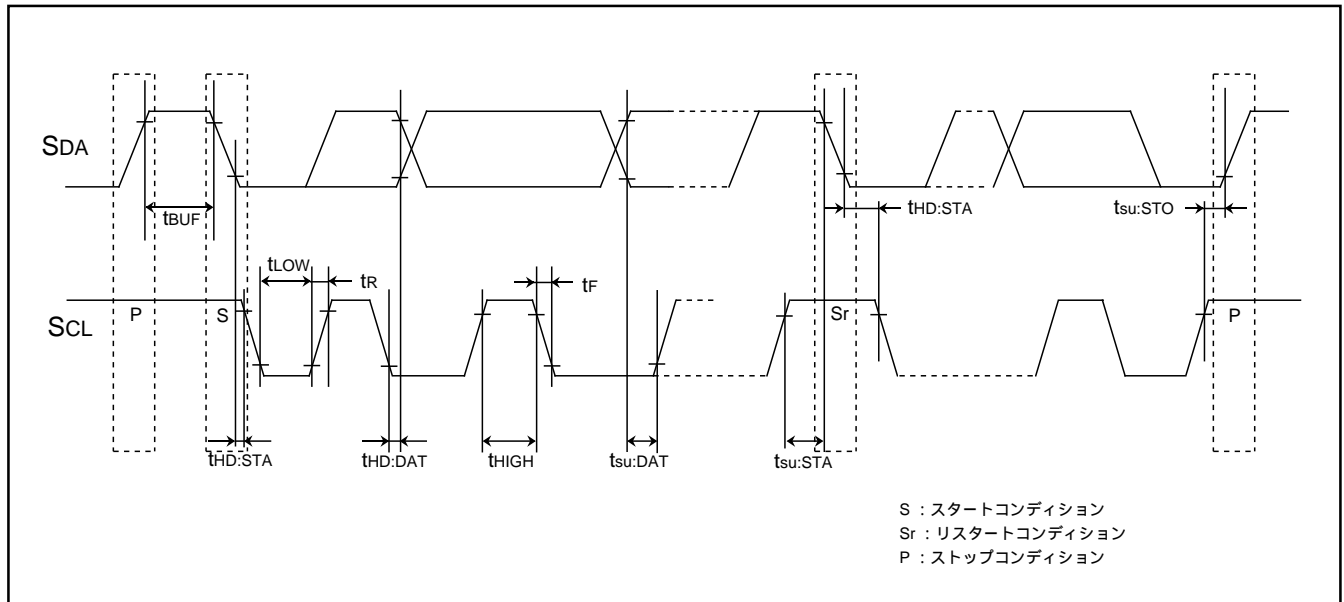 SDA
tBUF
tHD:STA
tsu:STO
tLOW
tR
tF
SCL
P
S
Sr
P
tHD:STA
tHD:DAT
tHIGH
tsu:DAT
tsu:STA
S ：スタートコンディション
Sr ：リスタートコンディション
P ：ストップコンディション